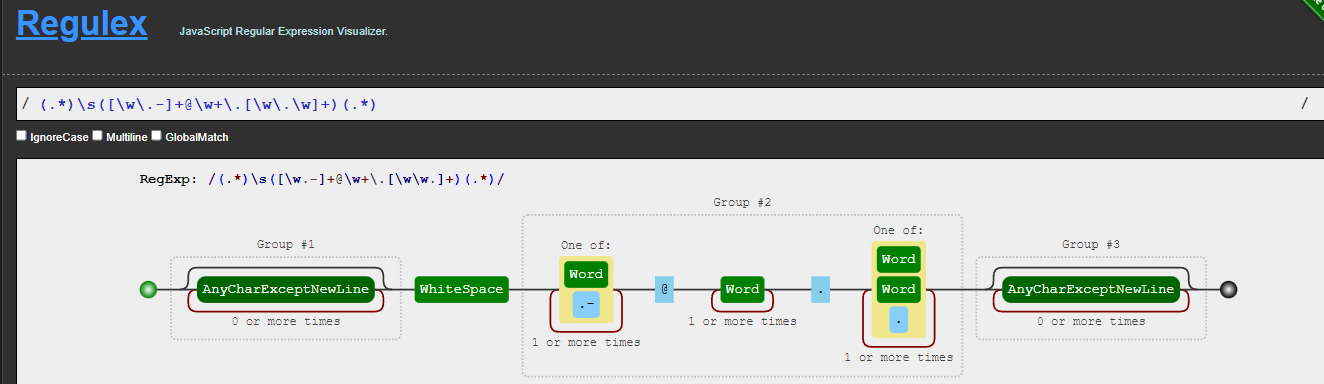 Regulex JavaScript Regular Expression Visualizer.
/ (.*)\s([\w\.-]+@\w+\.[\w\.\w]+)(.*) /
IgnoreCase Multiline GlobalMatch
RegExp: /(.*)\s([\w.-]+@\w+\.[\w\w.]+)(.*)/
Group #2
Group #1 One of: One of: Group #3
Word
Word
AnyCharExceptNewLine WhiteSpace .- @ Word . Word AnyCharExceptNewLine
.
0 or more times 1 or more times 0 or more times
1 or more times 1 or more times